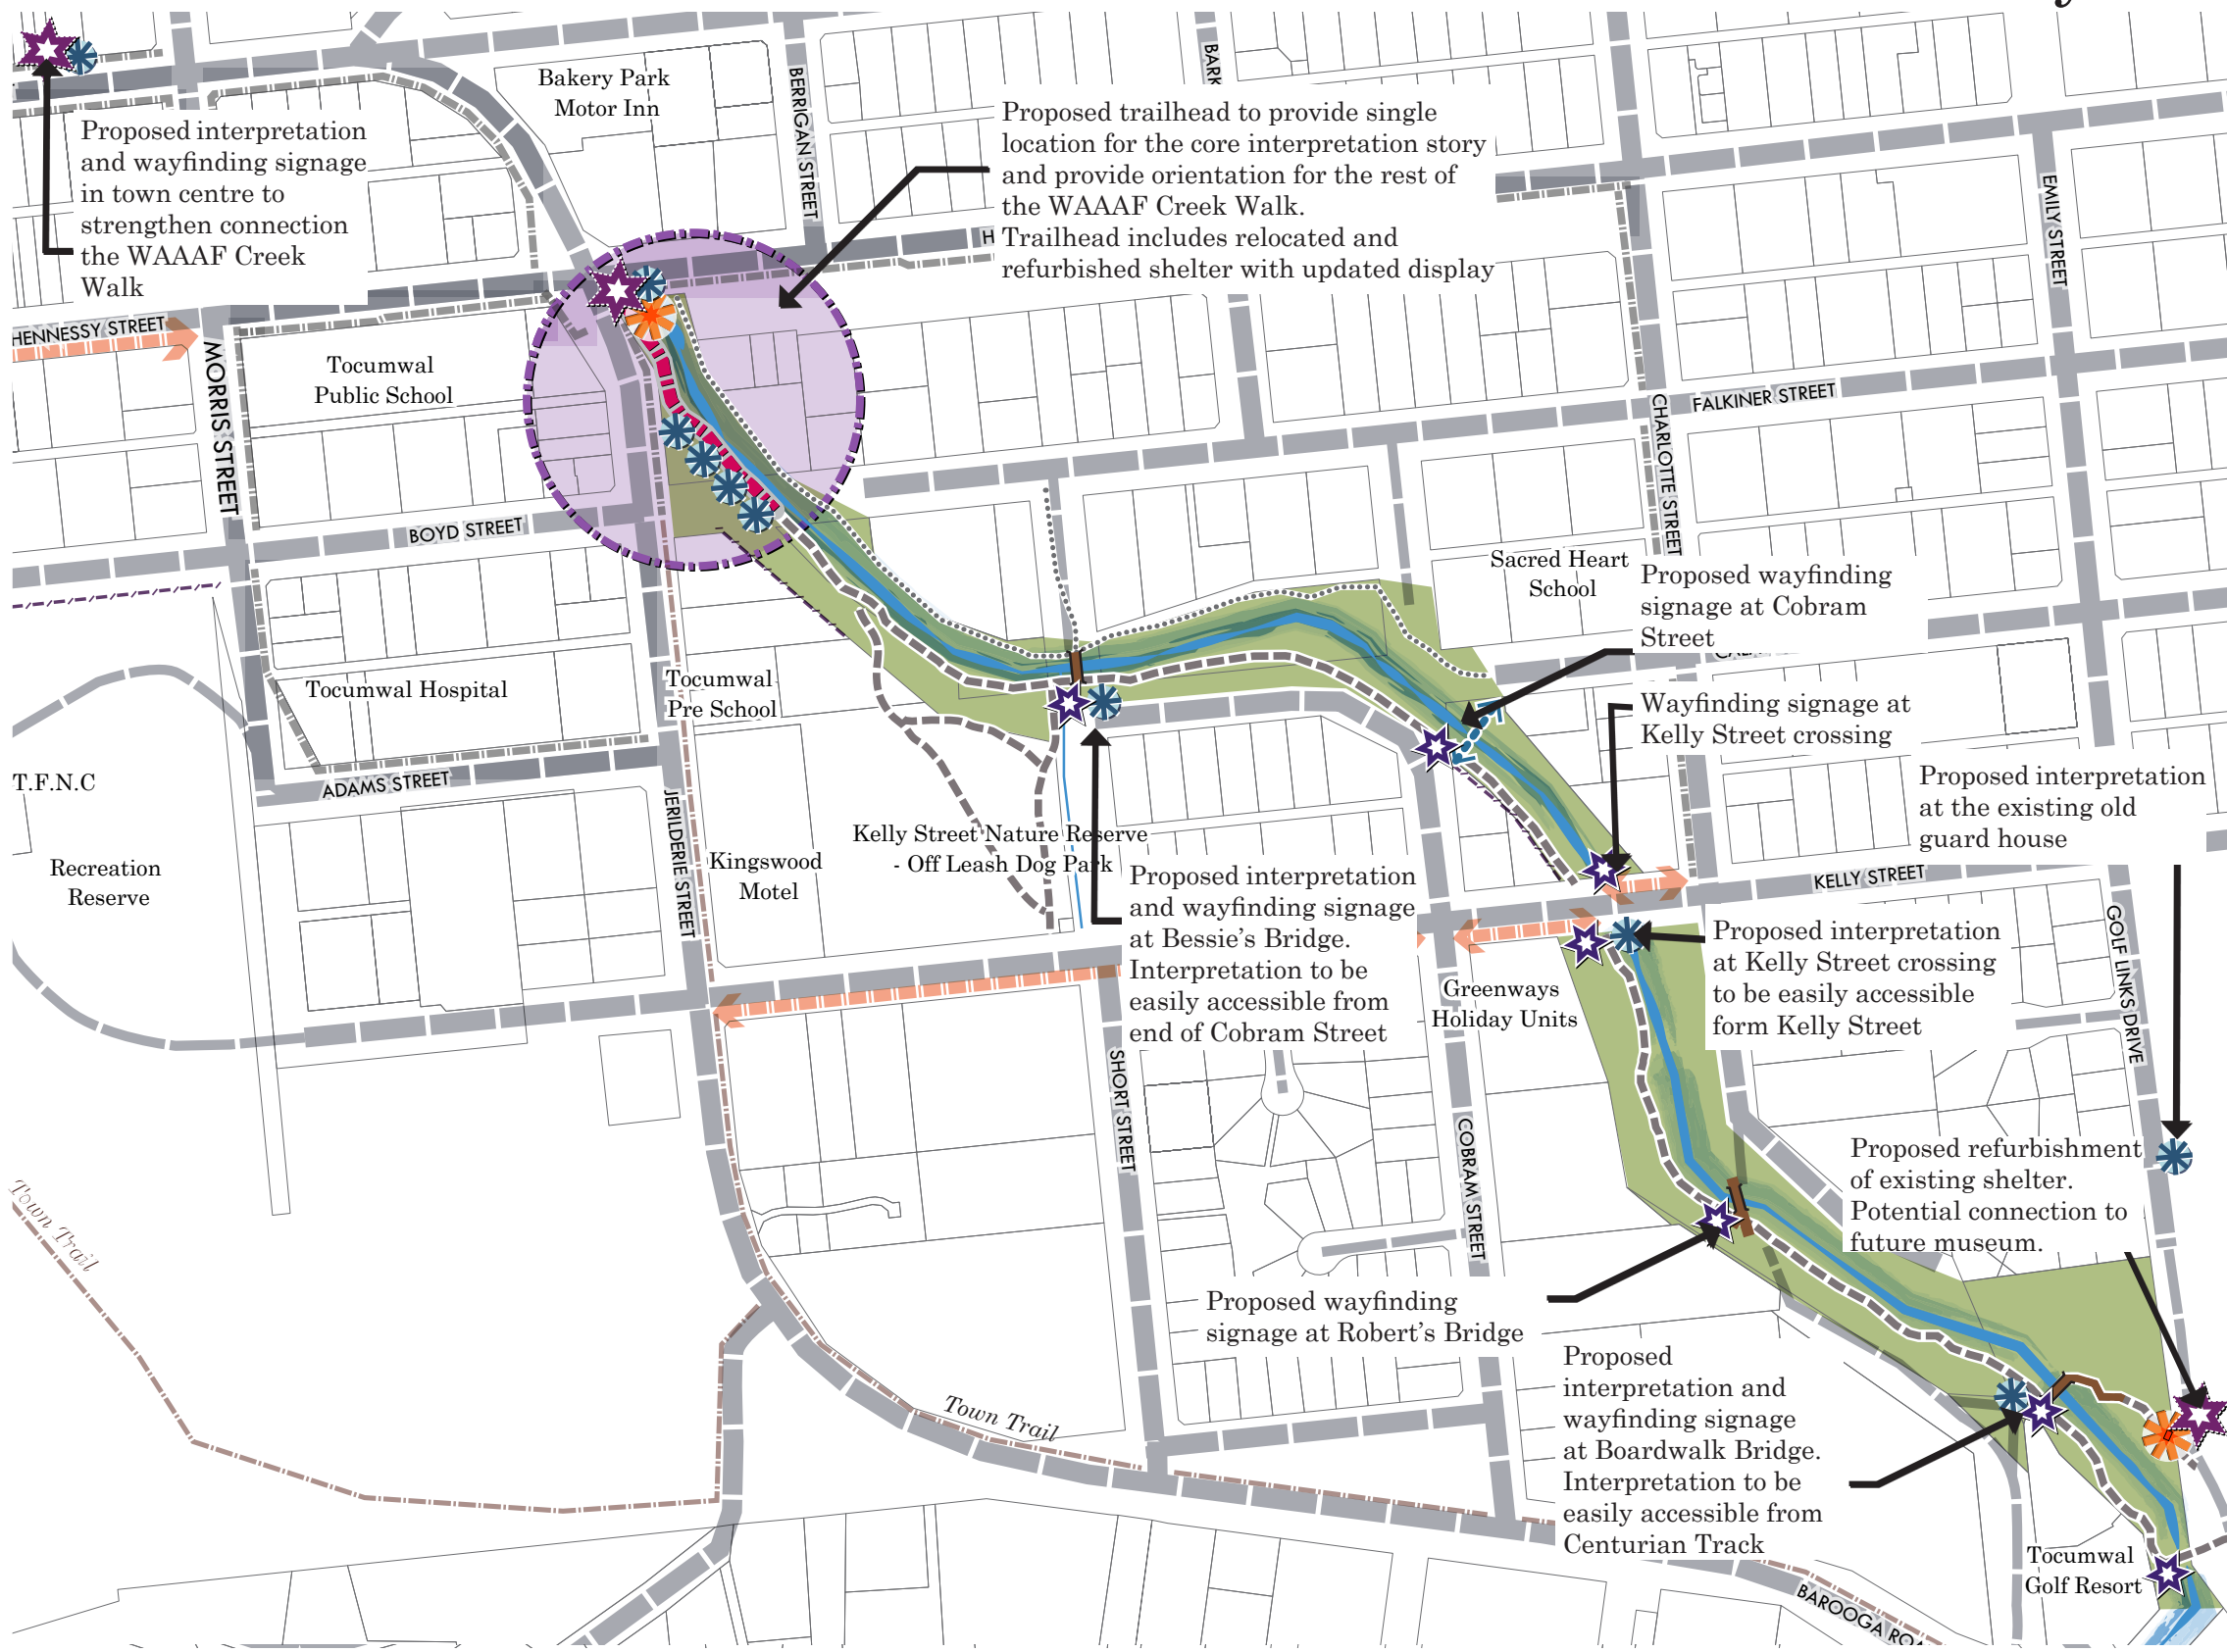 Bakery Park
Motor Inn
BERRIGAN STREET
BARK
Proposed interpretation
and wayfinding signage
in town centre to
strengthen connection
the WAAAF Creek
Walk
Proposed trailhead to provide single
location for the core interpretation story
and provide orientation for the rest of
the WAAAF Creek Walk.
Trailhead includes relocated and
refurbished shelter with updated display
H
EMILY STREET
HENNESSY STREET
MORRIS STREET
Tocumwal
Public School
FALKINER STREET
CHARLOTTE STREET
BOYD STREET
Sacred Heart
School
Proposed wayfinding
signage at Cobram
Street
Tocumwal Hospital
Tocumwal
Pre School
Wayfinding signage at
Kelly Street crossing
T.F.N.C
ADAMS STREET
JERILDERIE STREET
Proposed interpretation
at the existing old
guard house
Kelly Street Nature Reserve
- Off Leash Dog Park
Recreation
Reserve
Kingswood
Motel
KELLY STREET
Proposed interpretation
and wayfinding signage
at Bessie's Bridge.
Interpretation to be
easily accessible from
end of Cobram Street
Greenways
Holiday Units
Proposed interpretation
at Kelly Street crossing
to be easily accessible
form Kelly Street
GOLF LINKS DRIVE
SHORT STREET
COBRAM STREET
Proposed refurbishment
of existing shelter.
Potential connection to
future museum.
Town Trail
Proposed wayfinding
signage at Robert's Bridge
Proposed
interpretation and
wayfinding signage
at Boardwalk Bridge.
Interpretation to be
easily accessible from
Centurian Track
Town Trail
Tocumwal
Golf Resort
BAROOGA ROA